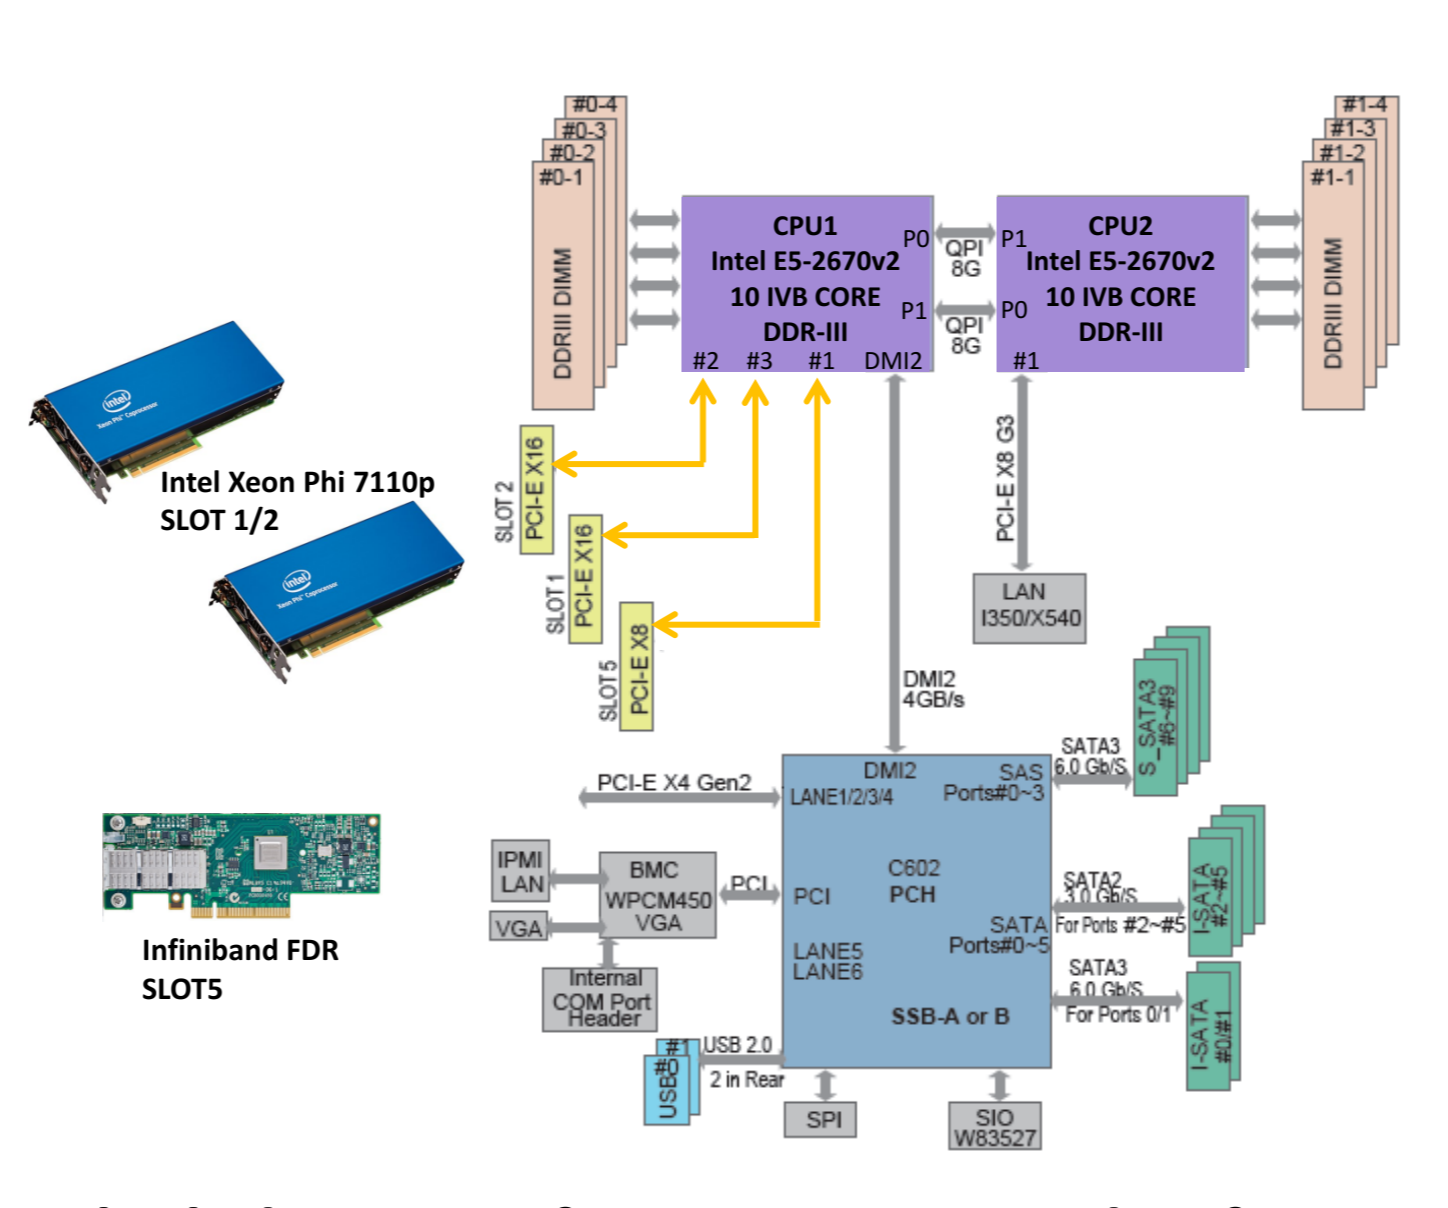 #0-4
#0-3
#0-2
#0-1
DDRIII DIMM
#1-4
#1-3
#1-2
#1-1
DDRIII DIMM
CPU1
Intel E5-2670v2
10 IVB CORE
DDR-III
P0
P1
#2 #3 #1 DMI2
QPI
8G
QPI
8G
CPU2
Intel E5-2670v2
10 IVB CORE
DDR-III
P1
P0
#1
intel
Xeon Phi™ Coprocessor
Intel Xeon Phi 7110p
SLOT 1/2
intel
Xeon Phi™ Coprocessor
SLOT 2
PCI-E X16
SLOT 1
PCI-E X16
SLOT 5
PCI-E X8
PCI-E X8 G3
LAN
I350/X540
DMI2
4GB/s
Infiniband FDR
SLOT5
PCI-E X4 Gen2
DMI2
LANE1/2/3/4
SAS
Ports#0~3
SATA3
6.0 Gb/S
S_SATA3
#6~#9
IPMI
LAN
VGA
BMC
WPCM450
VGA
PCI
PCI
C602
PCH
SATA
Ports#0~5
LANE5
LANE6
SSB-A or B
SATA2
3.0 Gb/S
For Ports #2~#5
I-SATA
#2~#5
SATA3
6.0 Gb/S
For Ports 0/1
I-SATA
#0/#1
Internal
COM Port
Header
#1
#0
USB
USB 2.0
2 in Rear
SPI
SIO
W83527